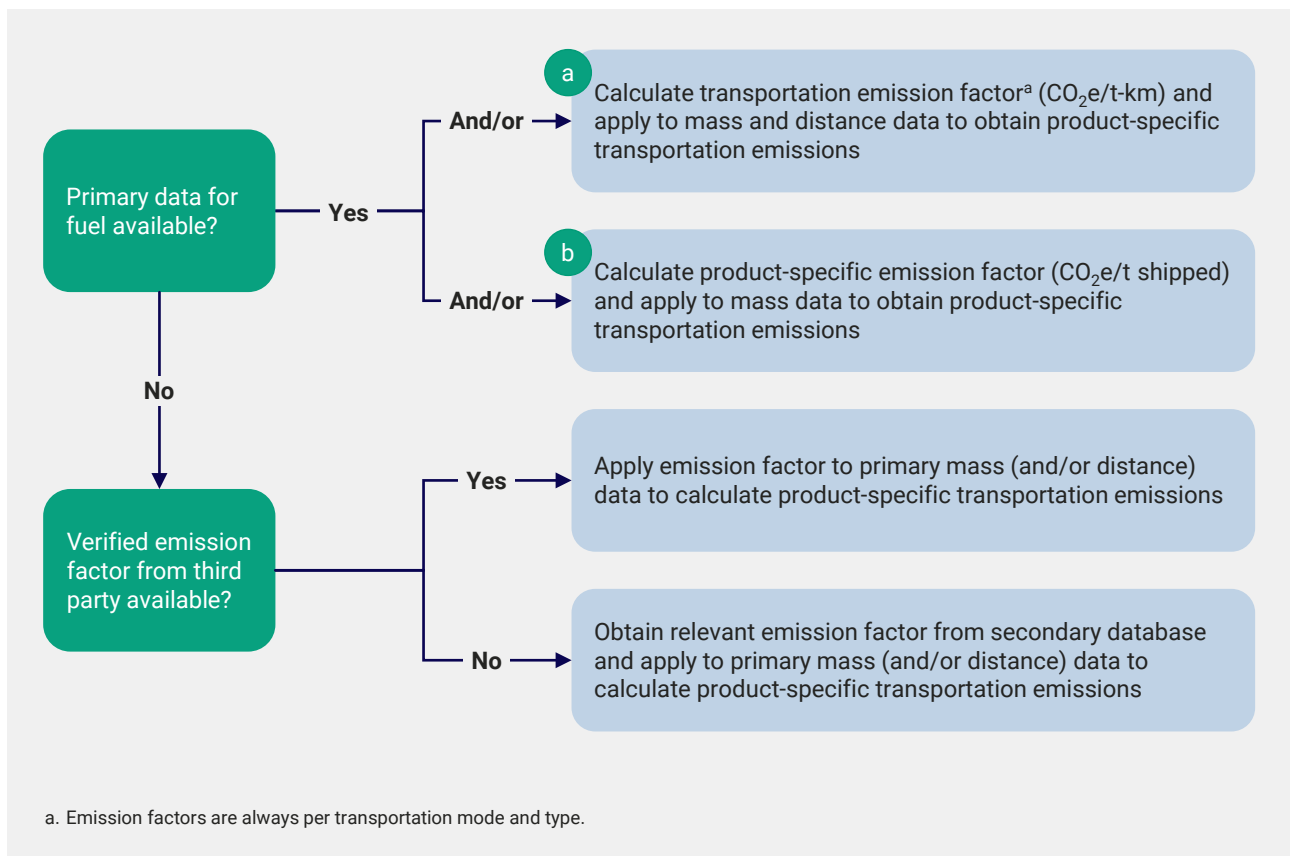 a
Calculate transportation emission factorᵃ (CO₂e/t-km) and
apply to mass and distance data to obtain product-specific
transportation emissions
And/or
Primary data for
fuel available?
Yes
b
Calculate product-specific emission factor (CO₂e/t shipped)
and apply to mass data to obtain product-specific
transportation emissions
And/or
No
Verified emission
factor from third
party available?
Yes
Apply emission factor to primary mass (and/or distance)
data to calculate product-specific transportation emissions
No
Obtain relevant emission factor from secondary database
and apply to primary mass (and/or distance) data to
calculate product-specific transportation emissions
a. Emission factors are always per transportation mode and type.